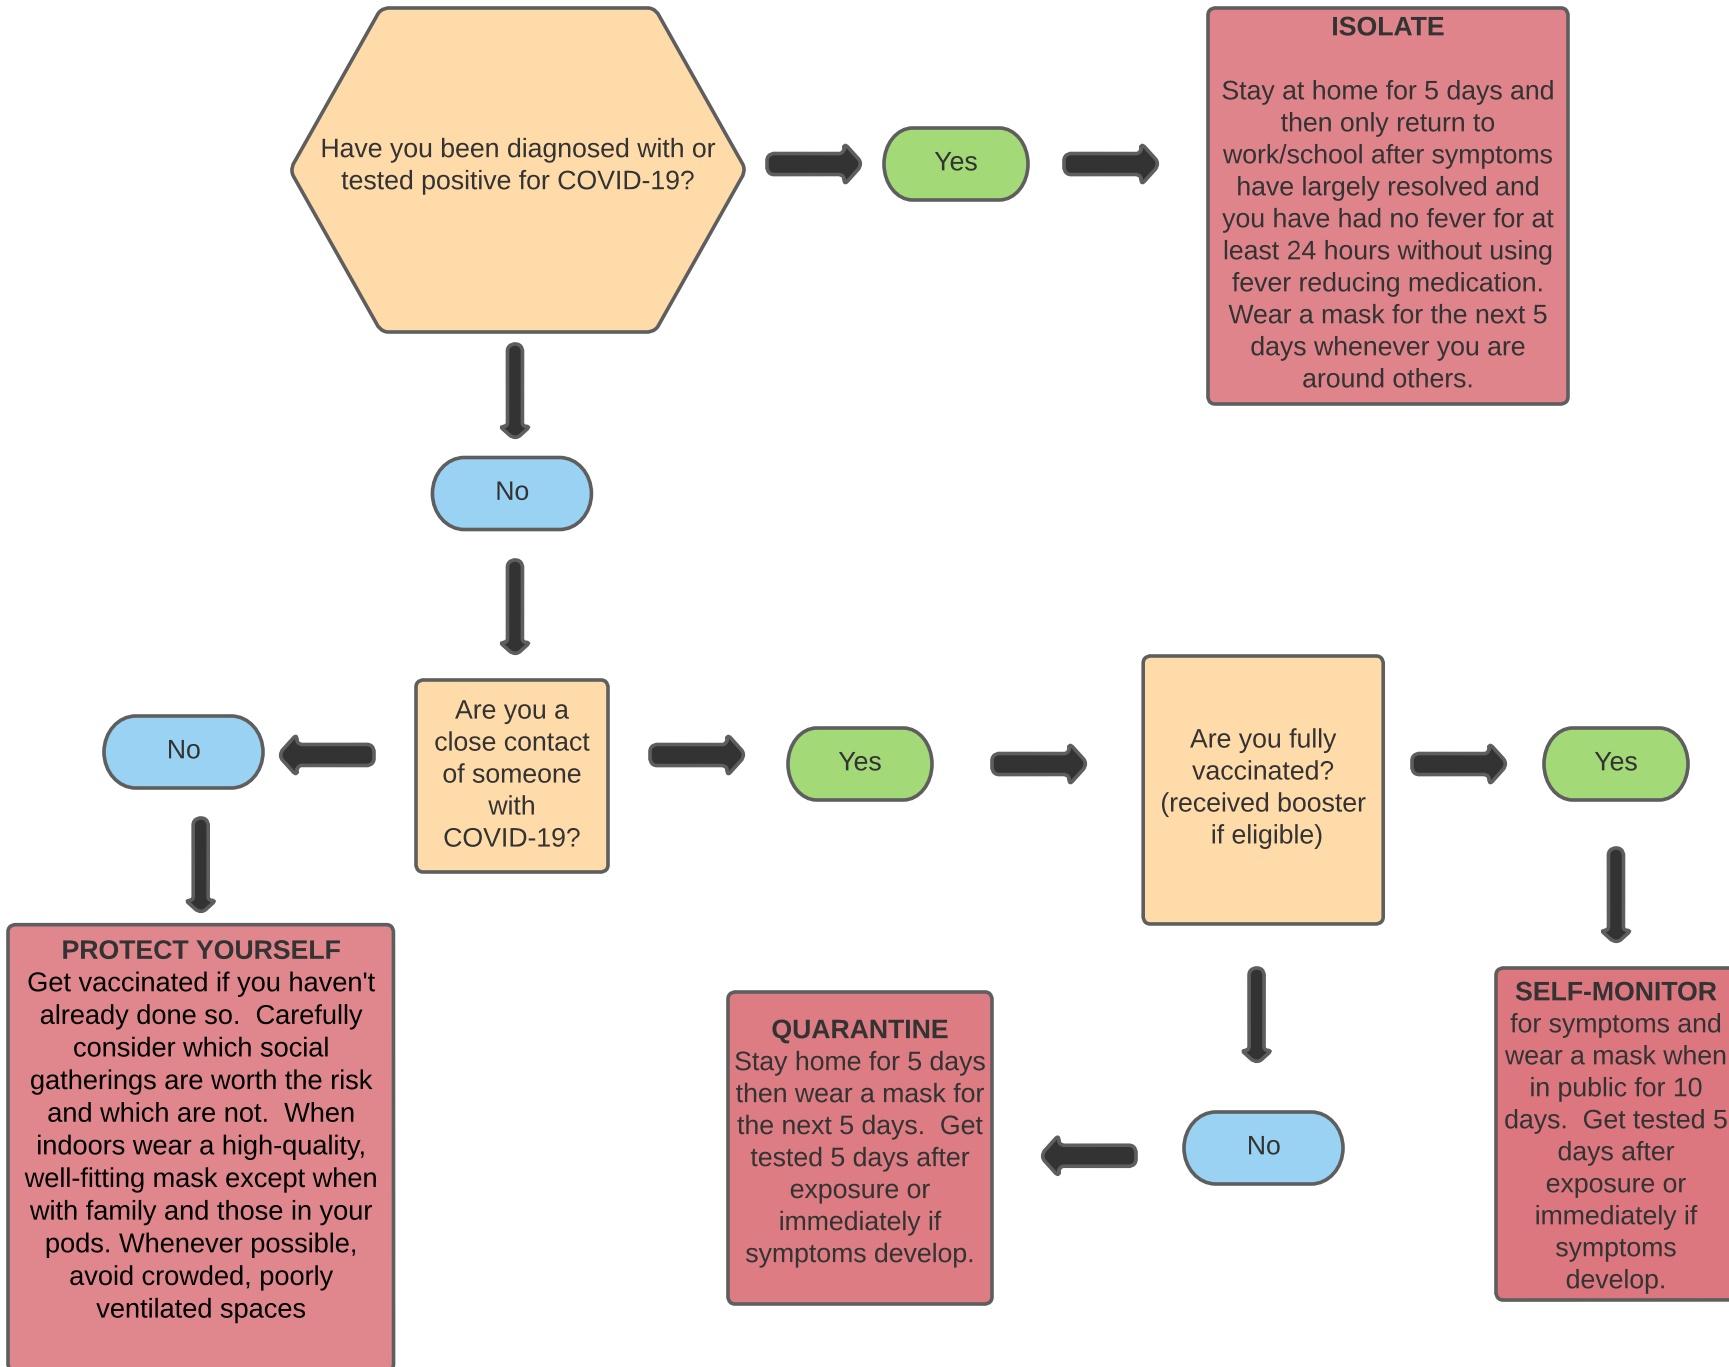 Have you been diagnosed with or
tested positive for COVID-19?
Yes
ISOLATE
Stay at home for 5 days and
then only return to
work/school after symptoms
have largely resolved and
you have had no fever for at
least 24 hours without using
fever reducing medication.
Wear a mask for the next 5
days whenever you are
around others.
No
Are you a
close contact
of someone
with
COVID-19?
No
PROTECT YOURSELF
Get vaccinated if you haven't
already done so.  Carefully
consider which social
gatherings are worth the risk
and which are not.  When
indoors wear a high-quality,
well-fitting mask except when
with family and those in your
pods. Whenever possible,
avoid crowded, poorly
ventilated spaces
Yes
Are you fully
vaccinated?
(received booster
if eligible)
Yes
SELF-MONITOR
for symptoms and
wear a mask when
in public for 10
days.  Get tested 5
days after
exposure or
immediately if
symptoms
develop.
No
QUARANTINE
Stay home for 5 days
then wear a mask for
the next 5 days.  Get
tested 5 days after
exposure or
immediately if
symptoms develop.